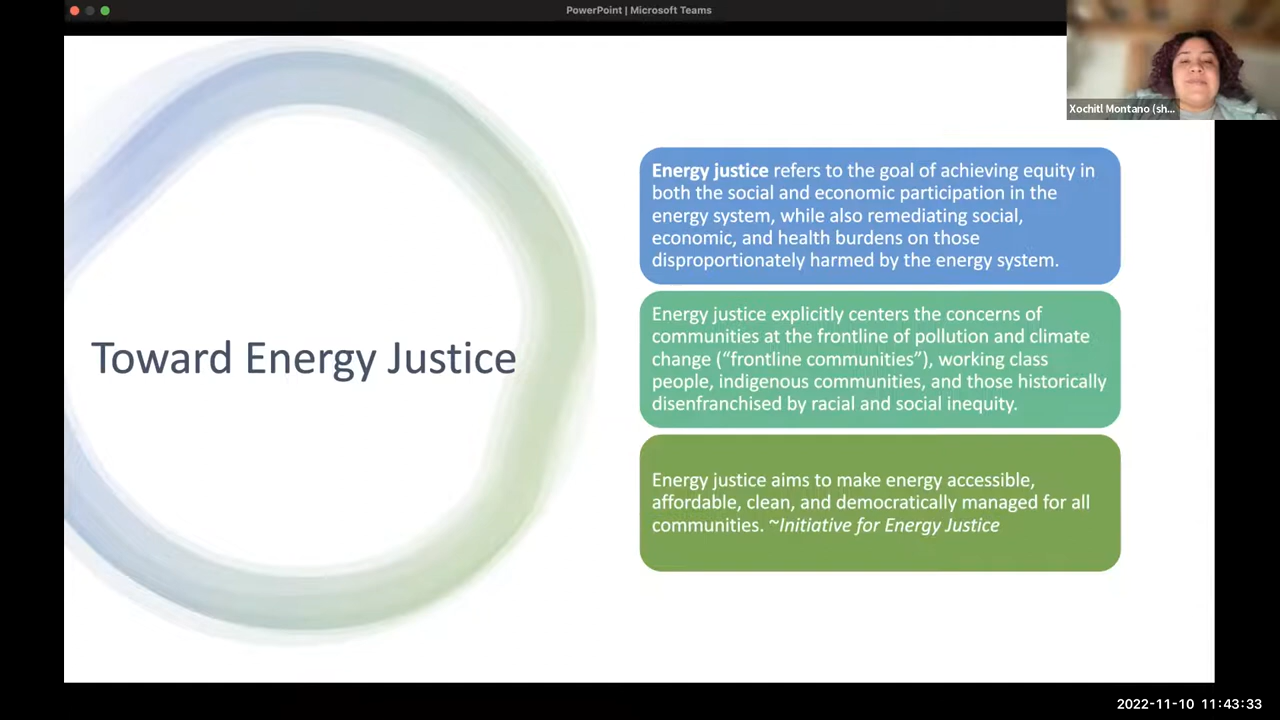 PowerPoint | Microsoft Teams
Xochitl Montano (sh...
Toward Energy Justice
Energy justice refers to the goal of achieving equity in
both the social and economic participation in the
energy system, while also remediating social,
economic, and health burdens on those
disproportionately harmed by the energy system.
Energy justice explicitly centers the concerns of
communities at the frontline of pollution and climate
change (“frontline communities”), working class
people, indigenous communities, and those historically
disenfranchised by racial and social inequity.
Energy justice aims to make energy accessible,
affordable, clean, and democratically managed for all
communities. ~Initiative for Energy Justice
2022-11-10 11:43:33